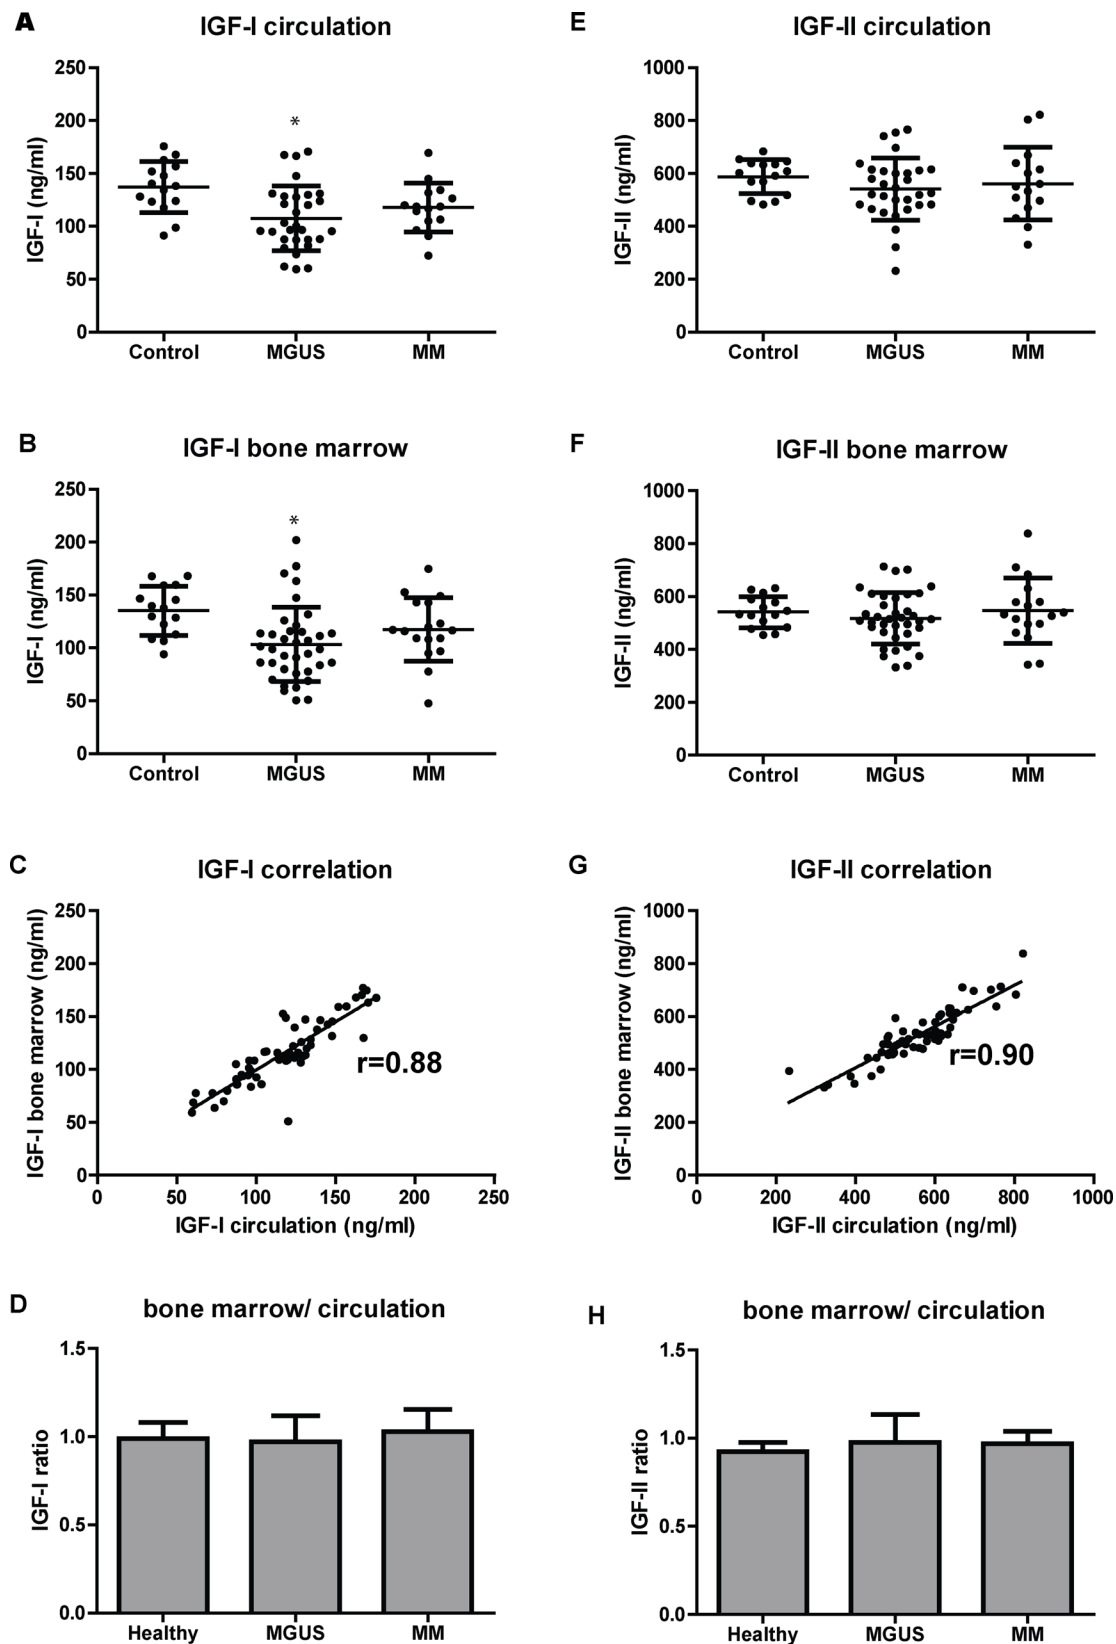 A
IGF-I circulation
IGF-I (ng/ml)
250
200
150
100
50
0
*
Control
MGUS
MM
E
IGF-II circulation
IGF-II (ng/ml)
1000
800
600
400
200
0
Control
MGUS
MM
B
IGF-I bone marrow
IGF-I (ng/ml)
250
200
150
100
50
0
*
Control
MGUS
MM
F
IGF-II bone marrow
IGF-II (ng/ml)
1000
800
600
400
200
0
Control
MGUS
MM
C
IGF-I correlation
IGF-I bone marrow (ng/ml)
250
200
150
100
50
0
r=0.88
0 50 100 150 200 250
IGF-I circulation (ng/ml)
G
IGF-II correlation
IGF-II bone marrow (ng/ml)
1000
800
600
400
200
0
r=0.90
0 200 400 600 800 1000
IGF-II circulation (ng/ml)
D
bone marrow/ circulation
IGF-I ratio
1.5
1.0
0.5
0.0
Healthy
MGUS
MM
H
bone marrow/ circulation
IGF-II ratio
1.5
1.0
0.5
0.0
Healthy
MGUS
MM